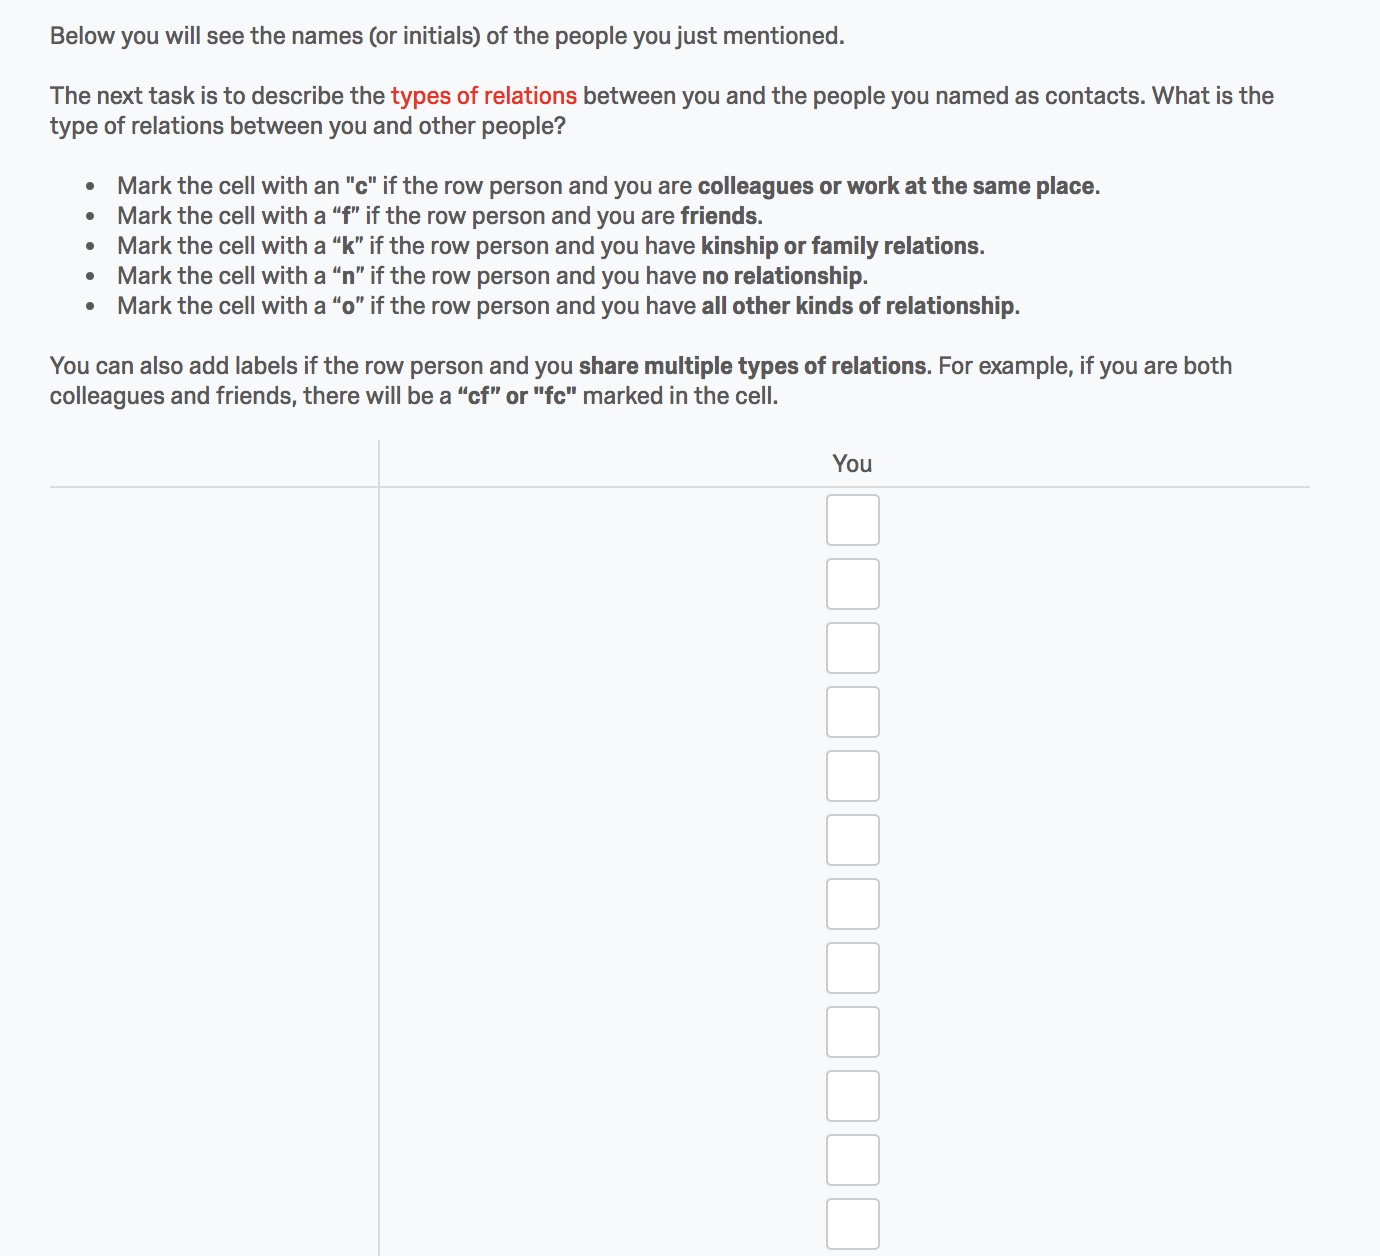 Below you will see the names (or initials) of the people you just mentioned.
The next task is to describe the types of relations between you and the people you named as contacts. What is the
type of relations between you and other people?
• Mark the cell with an "c" if the row person and you are colleagues or work at the same place.
• Mark the cell with a “f” if the row person and you are friends.
• Mark the cell with a “k” if the row person and you have kinship or family relations.
• Mark the cell with a “n” if the row person and you have no relationship.
• Mark the cell with a “o” if the row person and you have all other kinds of relationship.
You can also add labels if the row person and you share multiple types of relations. For example, if you are both
colleagues and friends, there will be a “cf” or "fc" marked in the cell.
You